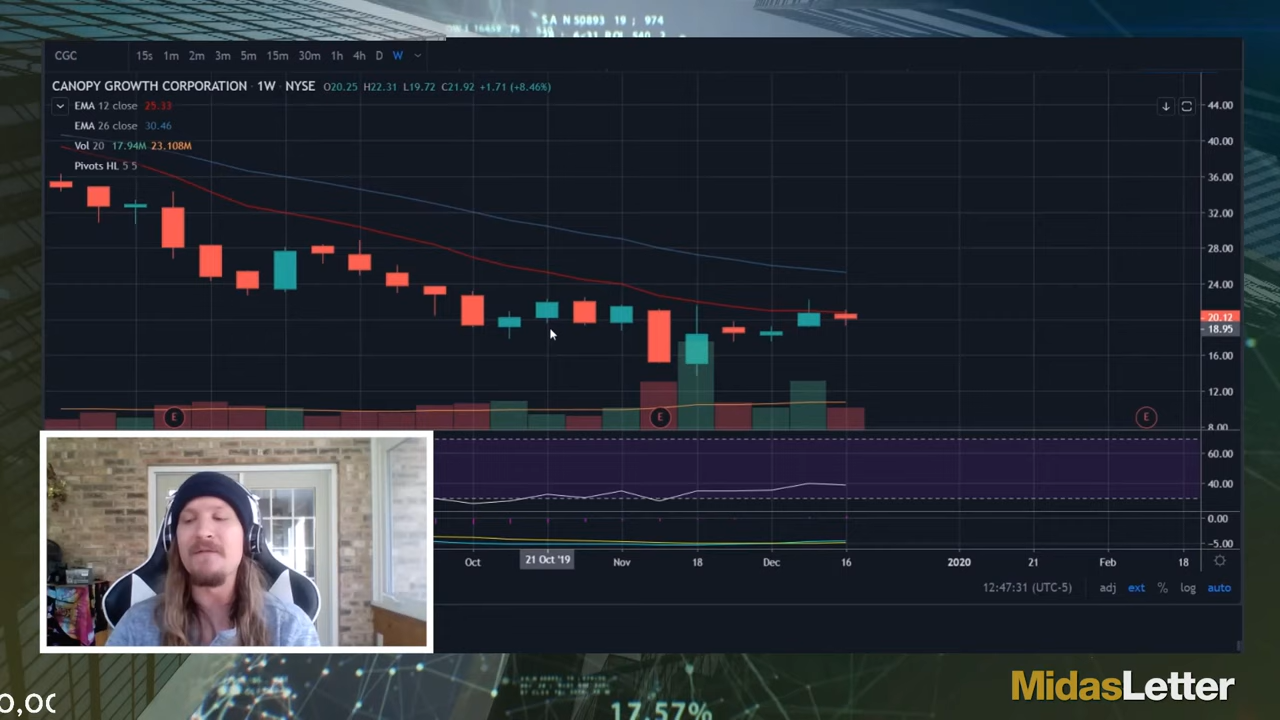 S.A N 50893 19 ; 974
CGC 15s 1m 2m 3m 5m 15m 30m 1h 4h D W
CANOPY GROWTH CORPORATION · 1W · NYSE O20.25 H22.31 L19.72 C21.92 +1.71 (+8.46%)
EMA 12 close 25.33
EMA 26 close 30.46
Vol 20 17.94M 23.108M
Pivots HL 5 5
44.00
40.00
36.00
32.00
28.00
24.00
20.12
18.95
16.00
12.00
8.00
E E E
60.00
40.00
0.00
-5.00
Oct 21 Oct '19 Nov 18 Dec 16 2020 21 Feb 18
12:47:31 (UTC-5) adj ext % log auto
MidasLetter
17.57%